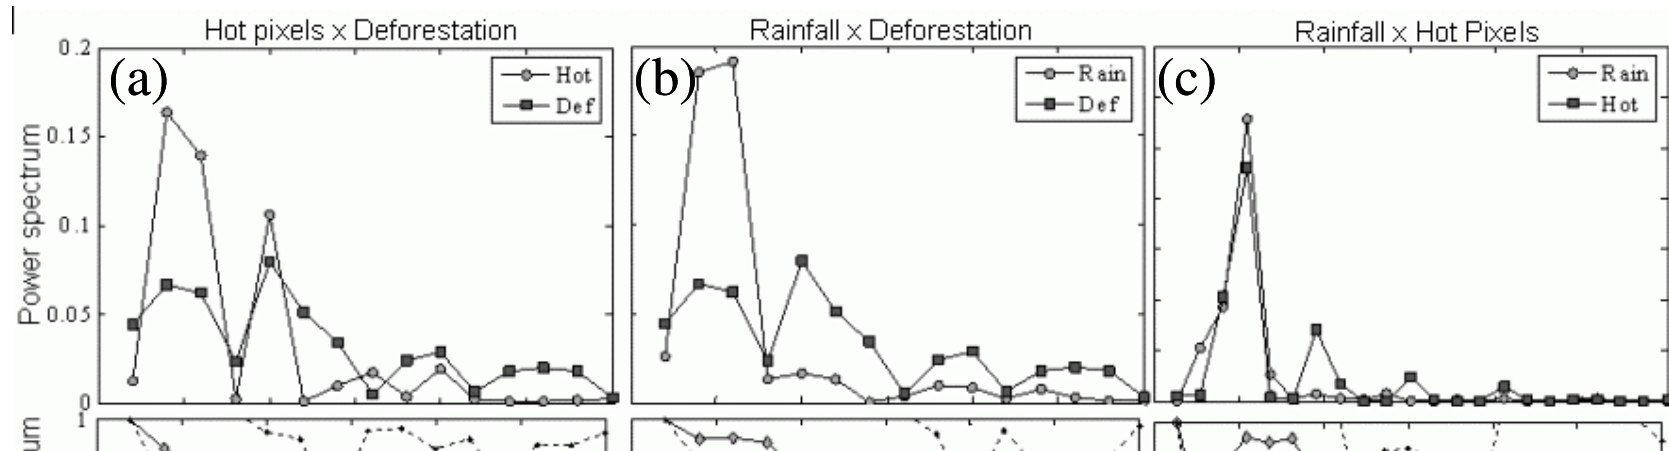 Hot pixels x Deforestation
Rainfall x Deforestation
Rainfall x Hot Pixels
(a)
(b)
(c)
Hot
Def
Rain
Def
Rain
Hot
Power spectrum
0.2
0.15
0.1
0.05
0
1